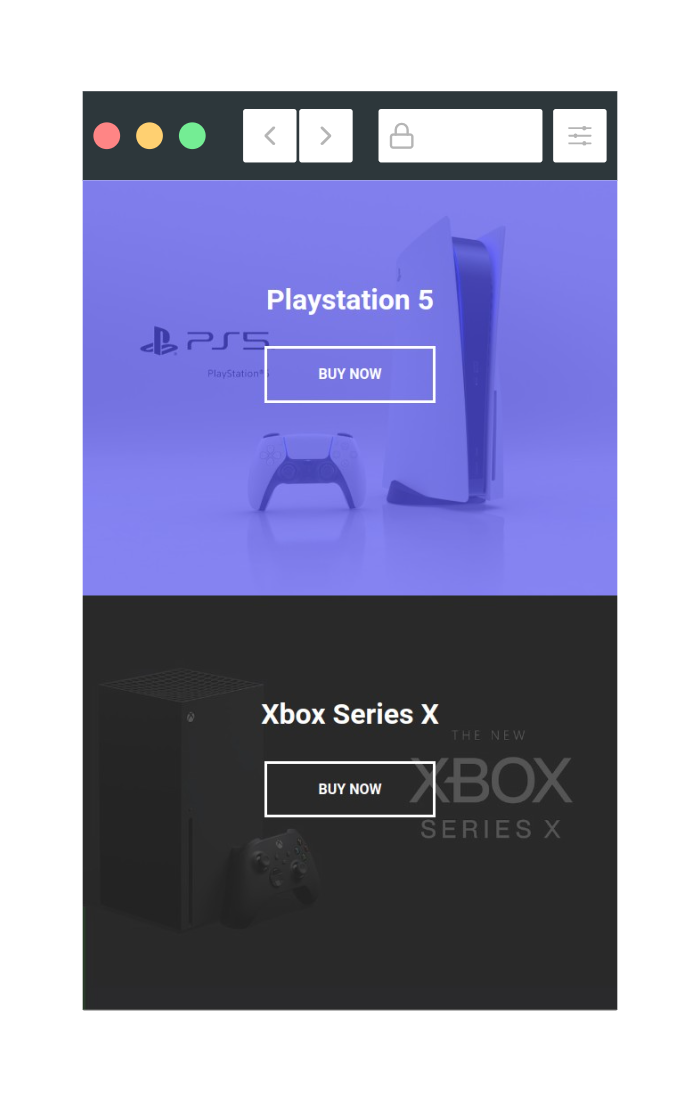 Playstation 5
PS5
PlayStation®5
BUY NOW
Xbox Series X
THE NEW
XBOX
SERIES X
BUY NOW